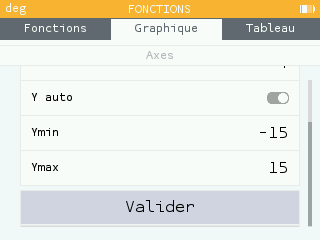 deg FONCTIONS
Fonctions Graphique Tableau
Axes
Y auto
Ymin -15
Ymax 15
Valider